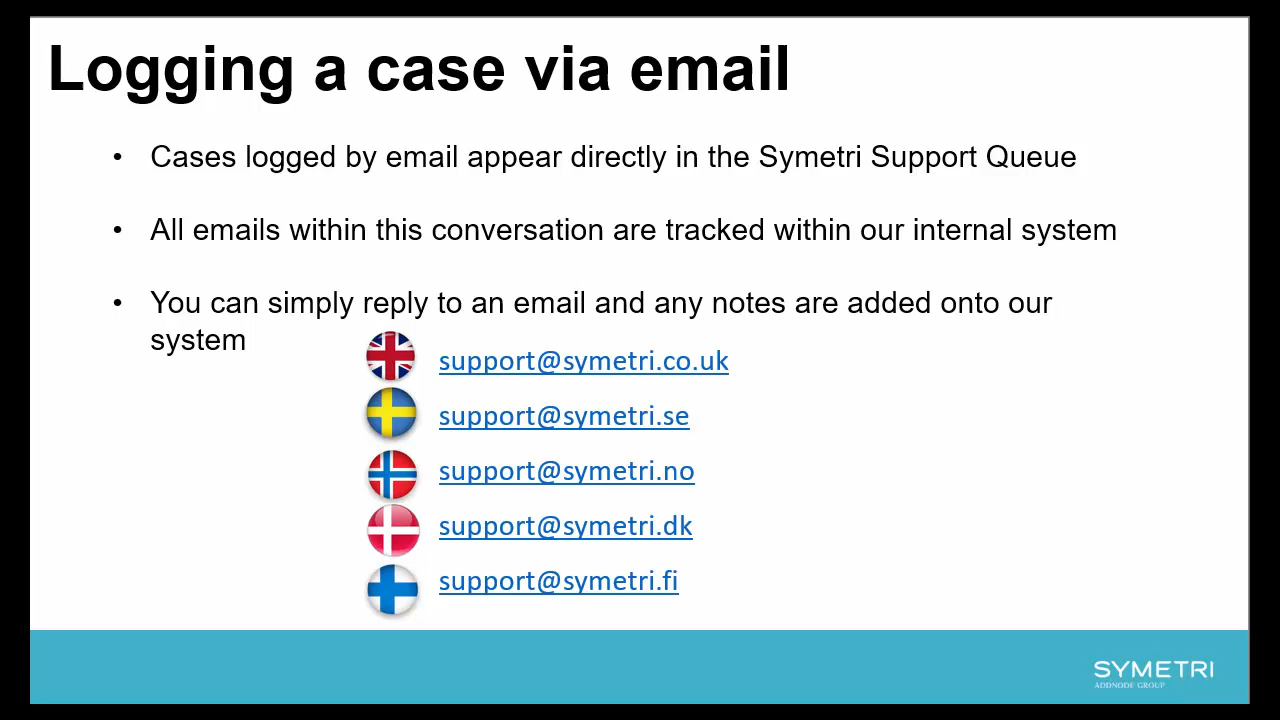 Logging a case via email
• Cases logged by email appear directly in the Symetri Support Queue
• All emails within this conversation are tracked within our internal system
• You can simply reply to an email and any notes are added onto our
system
support@symetri.co.uk
support@symetri.se
support@symetri.no
support@symetri.dk
support@symetri.fi
SYMETRI
ADDNODE GROUP